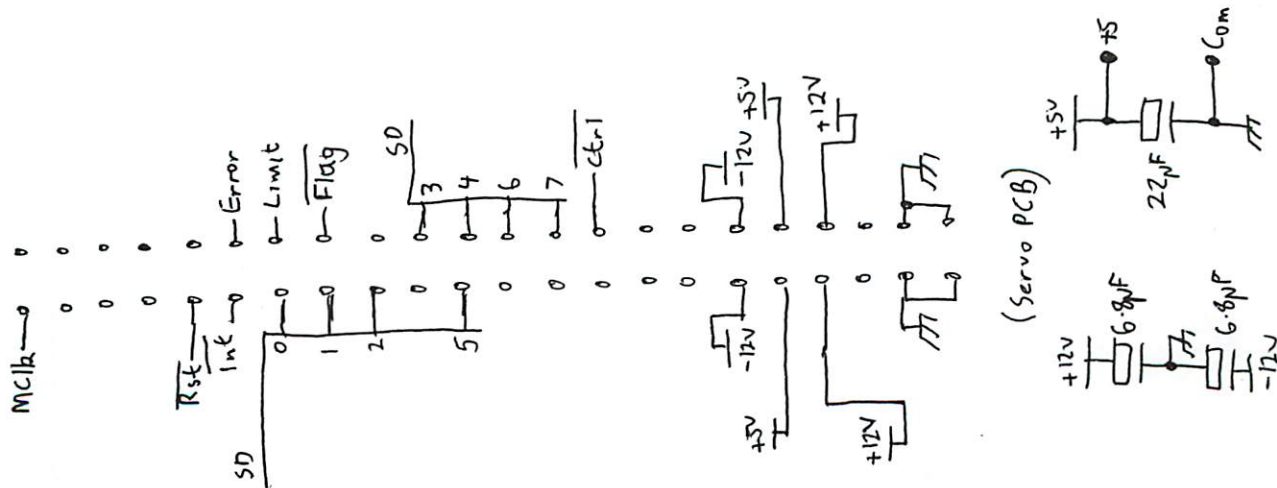 MClk
Error
Limit
Flag
Rst
Int
SD
0
1
2
5
SD
3
4
6
7
Ctrl
-12V
+5V
+12V
-12V
+5V
+12V
(Servo PCB)
+5V
+5
22µF
Com
+12V
6.8µF
6.8µF
-12V